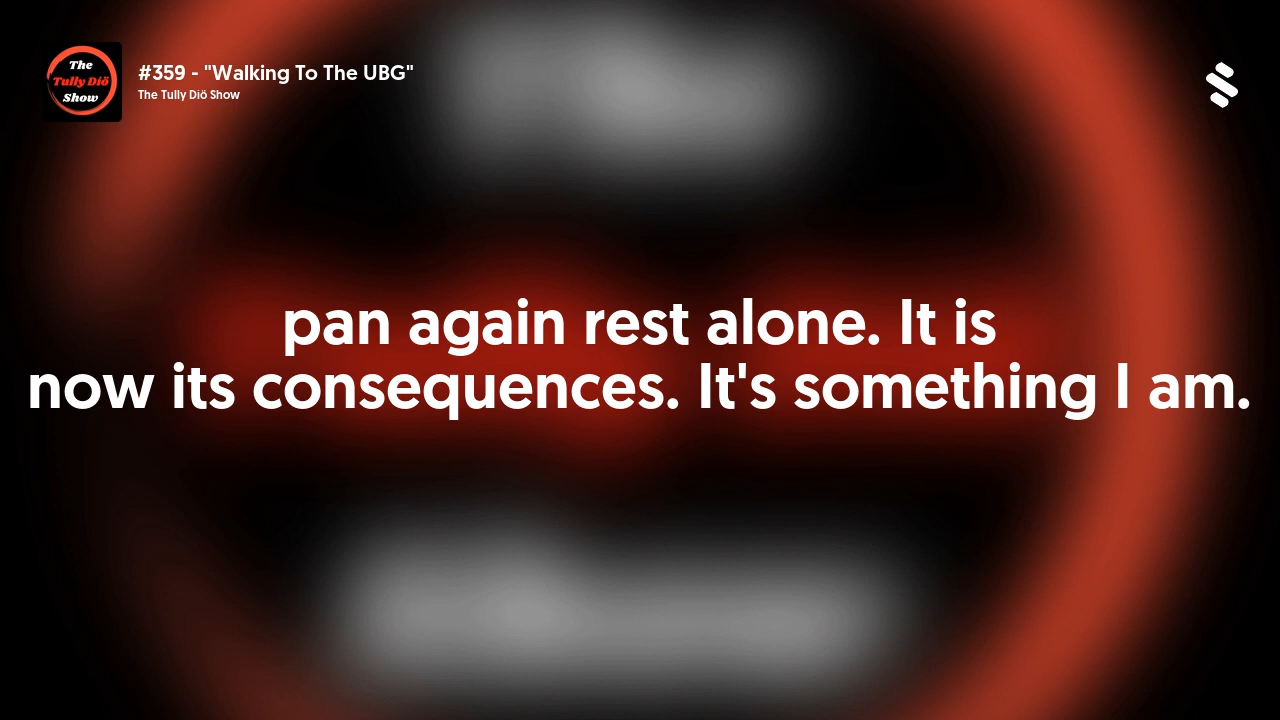 The
Tully Diö
Show
#359 - "Walking To The UBG"
The Tully Diö Show
pan again rest alone. It is
now its consequences. It's something I am.